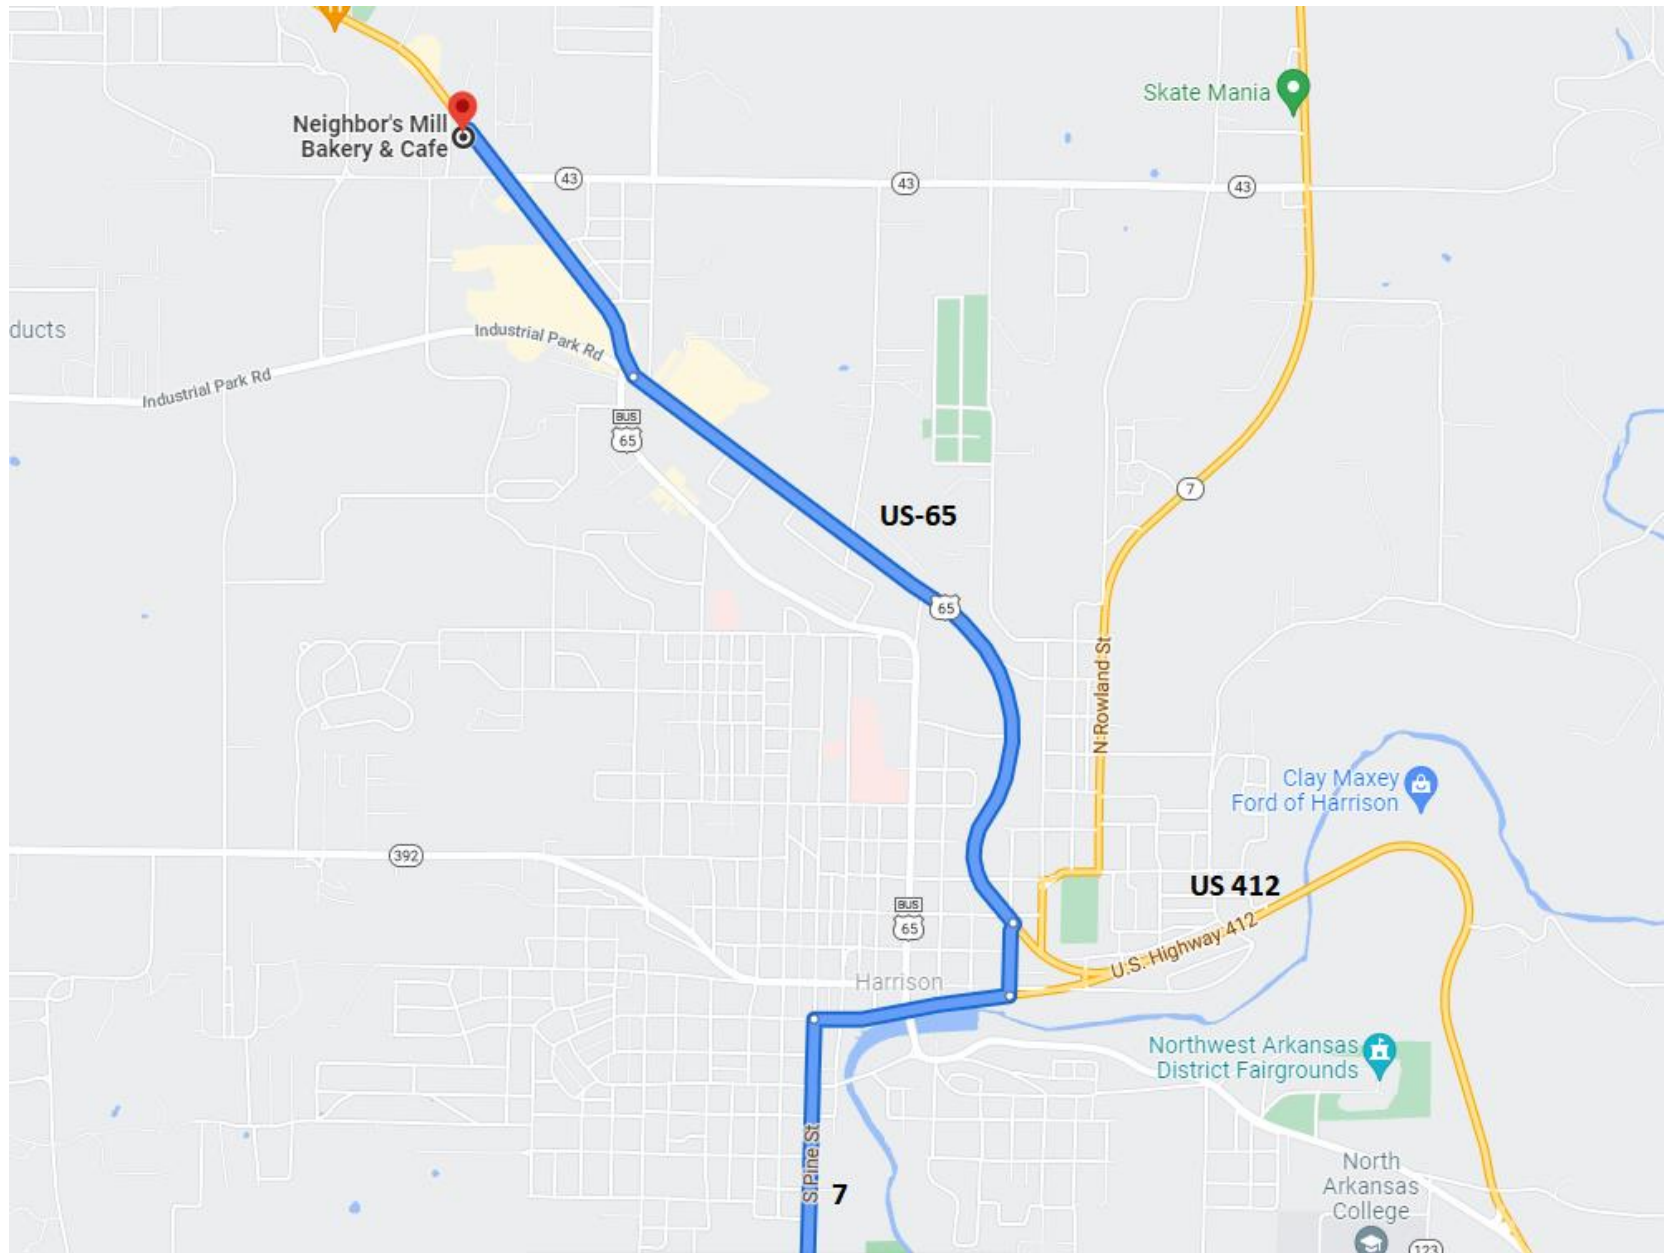 Skate Mania
Neighbor's Mill
Bakery & Cafe
43
43
43
ducts
Industrial Park Rd
Industrial Park Rd
BUS
65
7
US-65
65
N Rowland St
Clay Maxey
Ford of Harrison
392
US 412
BUS
65
U.S. Highway 412
Harrison
Northwest Arkansas
District Fairgrounds
S Pine St
7
North
Arkansas
College
123